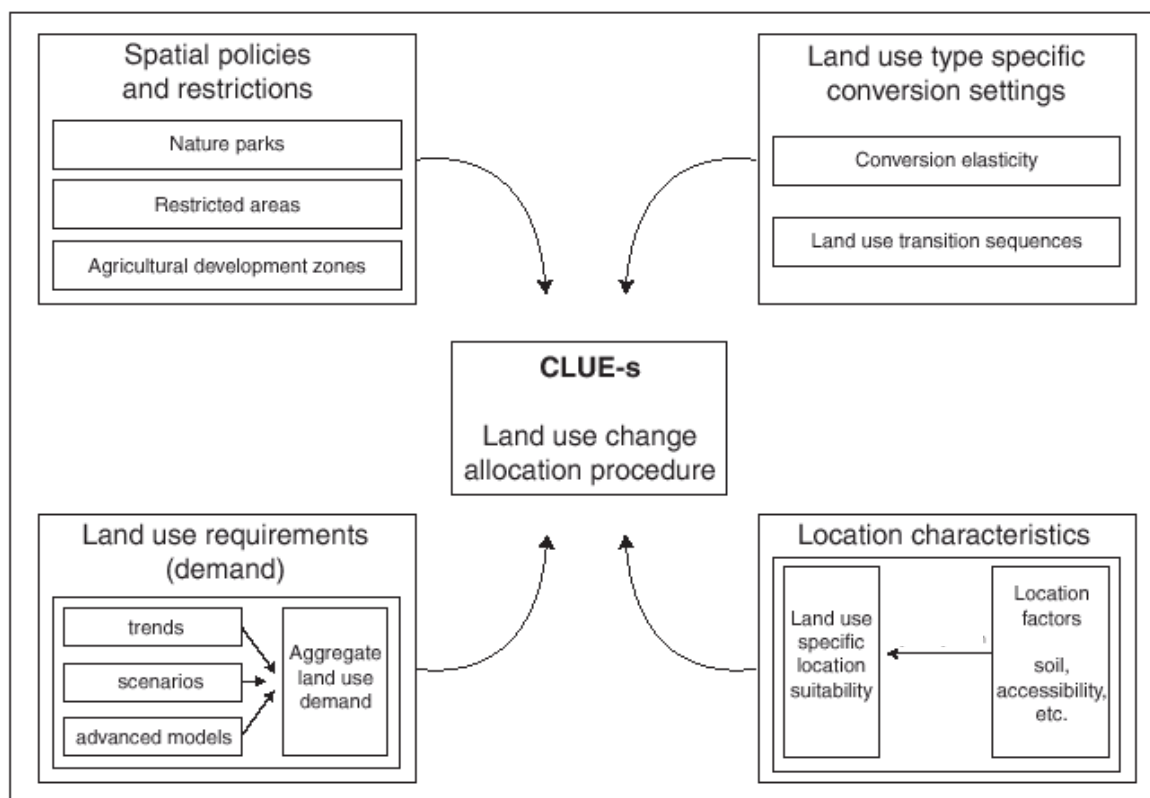 Spatial policies
and restrictions
Nature parks
Restricted areas
Agricultural development zones
Land use type specific
conversion settings
Conversion elasticity
Land use transition sequences
CLUE-s
Land use change
allocation procedure
Land use requirements
(demand)
trends
scenarios
advanced models
Aggregate
land use
demand
Location characteristics
Land use
specific
location
suitability
Location
factors
soil,
accessibility,
etc.